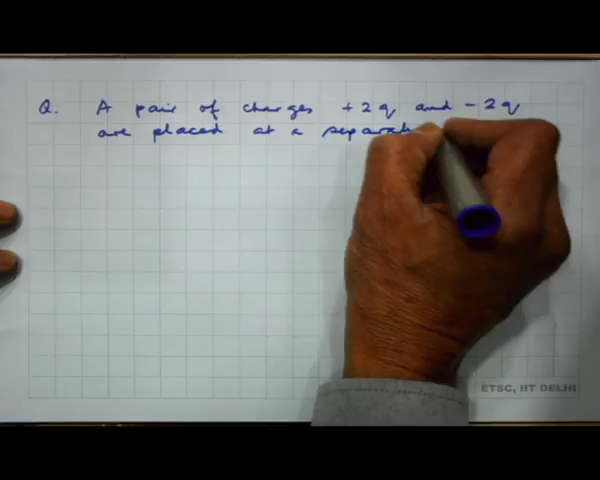 Q. A pair of charges +2q and -2q
are placed at a separat
ETSC, IIT DELHI